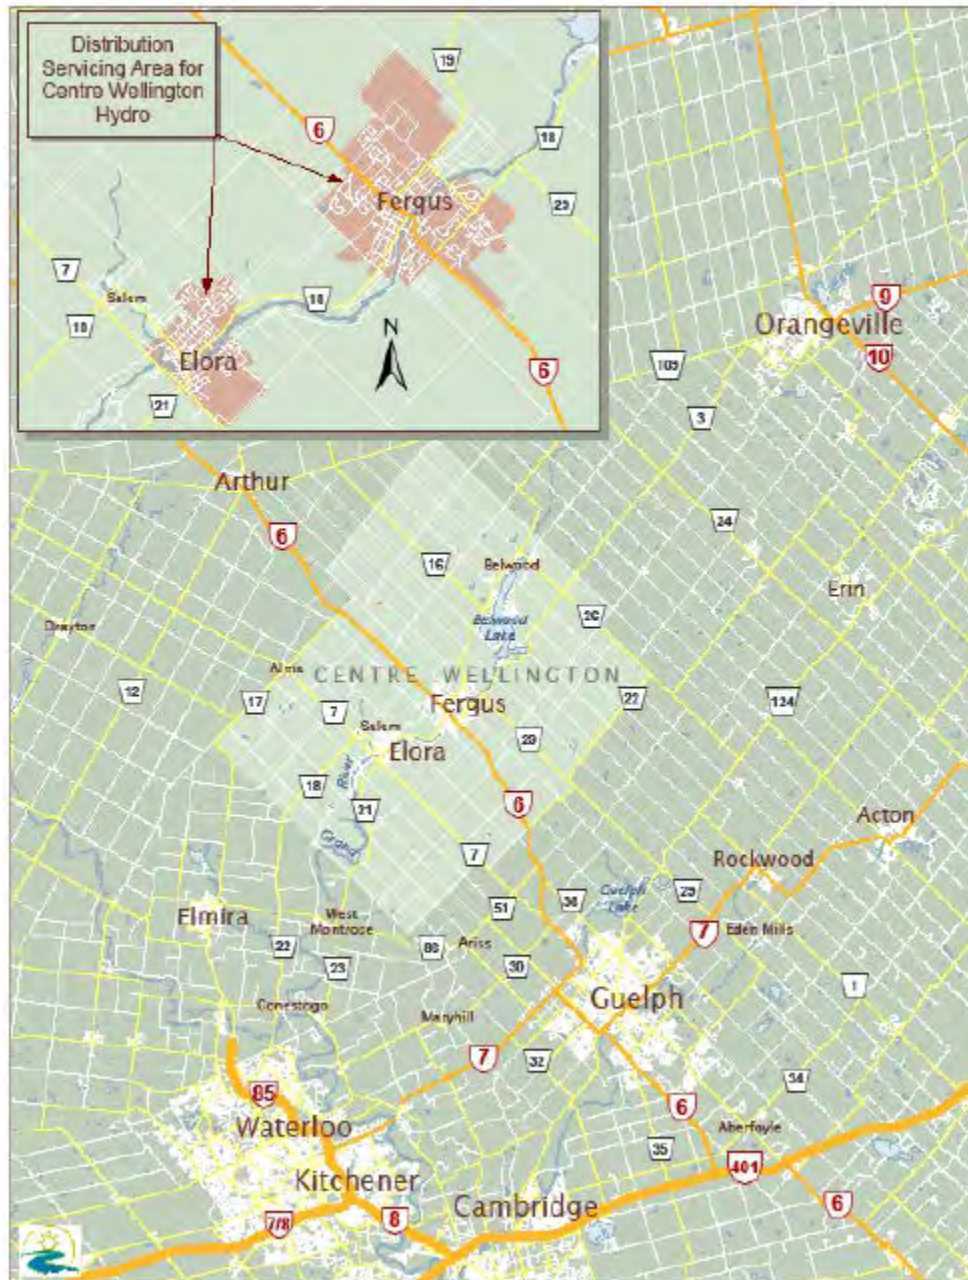 Distribution
Servicing Area for
Centre Wellington
Hydro
19
6
18
Fergus
29
7
Salem
18
18
Elora
N
6
21
9
Orangeville
10
109
3
Arthur
6
24
16
Belwood
Erin
26
Belwood
Lake
Drayton
Alma
CENTRE WELLINGTON
12
17
7
Fergus
22
124
Salem
Elora
29
River
18
21
6
Grand
Acton
7
Rockwood
Guelph
Lake
29
51
38
Elmira
West
Montrose
7
Eden Mills
22
86
Ariss
23
30
1
Conestogo
Guelph
Maryhill
7
32
34
85
6
Waterloo
Aberfoyle
35
401
Kitchener
Cambridge
6
7/8
8